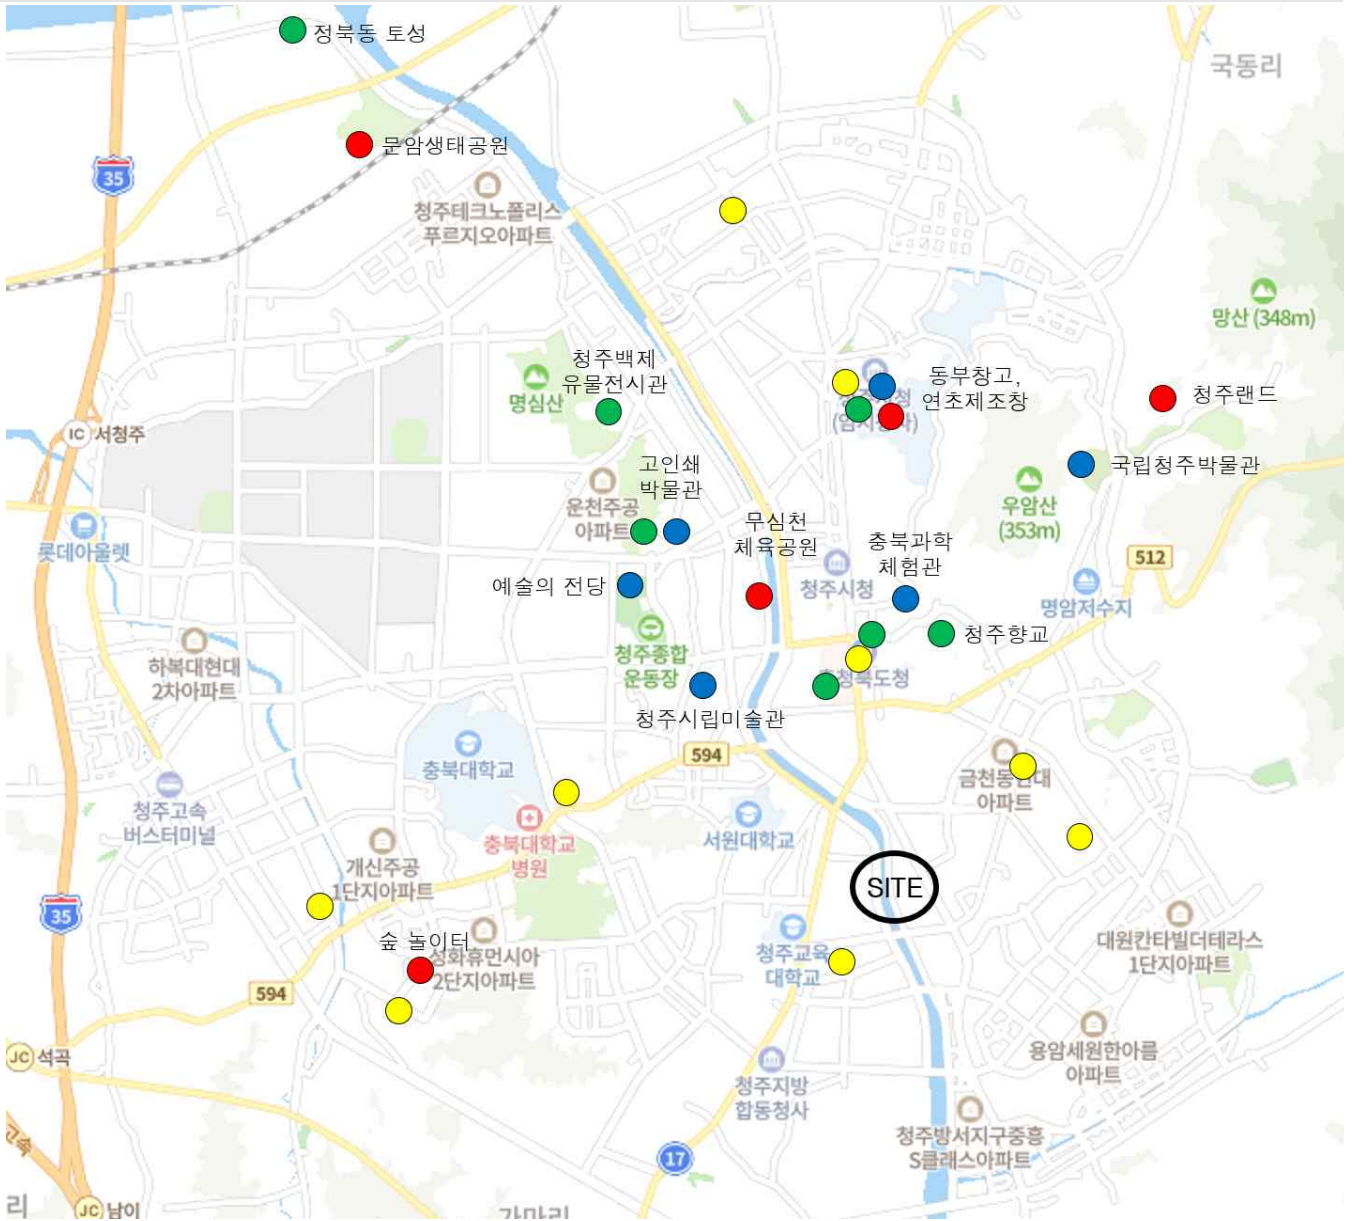 정북동 토성
국동리
문암생태공원
35
청주테크노폴리스
푸르지오아파트
망산 (348m)
청주백제
유물전시관
명심산
동부창고,
연초제조창
청주랜드
IC 서청주
고인쇄
박물관
국립청주박물관
운천주공
아파트
우암산
(353m)
무심천
체육공원
롯데아울렛
충북과학
체험관
512
청주시청
예술의 전당
명암저수지
청주종합
운동장
청주향교
하복대현대
2차아파트
충청북도청
청주시립미술관
594
충북대학교
금천동현대
아파트
청주고속
버스터미널
서원대학교
충북대학교
병원
개신주공
1단지아파트
SITE
35
숲 놀이터
성화휴먼시아
2단지아파트
청주교육
대학교
대원칸타빌더테라스
1단지아파트
594
JC 석곡
용암세원한아름
아파트
청주지방
합동청사
청주방서지구중흥
S클래스아파트
17
리
JC 남이
가마리